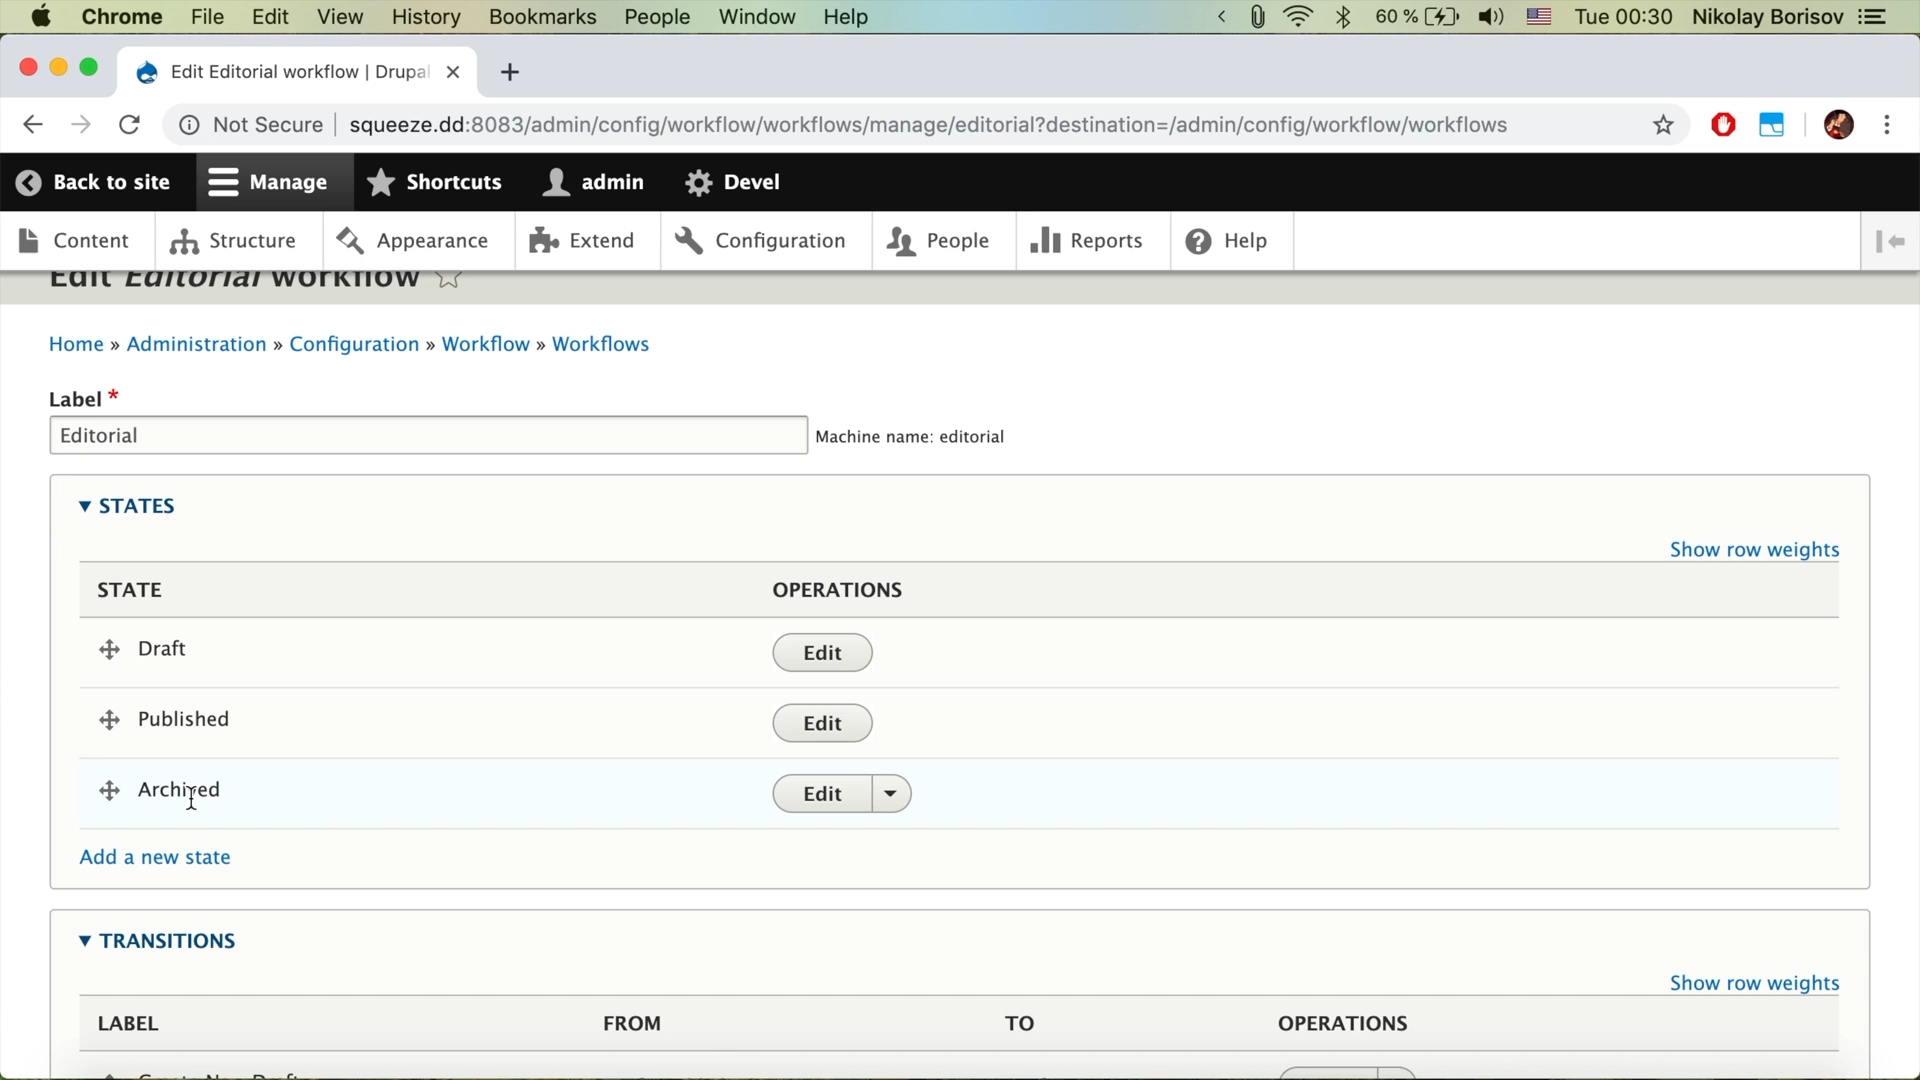 Chrome File Edit View History Bookmarks People Window Help 60 % Tue 00:30 Nikolay Borisov
Edit Editorial workflow | Drupal
Not Secure squeeze.dd:8083/admin/config/workflow/workflows/manage/editorial?destination=/admin/config/workflow/workflows
Back to site Manage Shortcuts admin Devel
Content Structure Appearance Extend Configuration People Reports Help
Edit Editorial workflow
Home » Administration » Configuration » Workflow » Workflows
Label *
Editorial Machine name: editorial
STATES
Show row weights
STATE OPERATIONS
Draft Edit
Published Edit
Archived Edit
Add a new state
TRANSITIONS
Show row weights
LABEL FROM TO OPERATIONS
Create New Draft